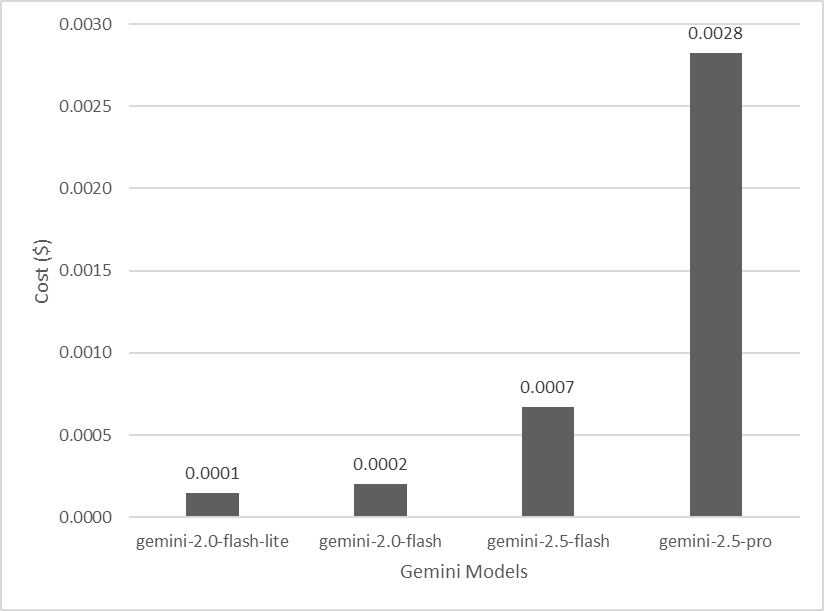 0.0030
0.0028
0.0025
0.0020
0.0015
Cost ($)
0.0010
0.0007
0.0005
0.0001
0.0002
0.0000
gemini-2.0-flash-lite
gemini-2.0-flash
gemini-2.5-flash
gemini-2.5-pro
Gemini Models